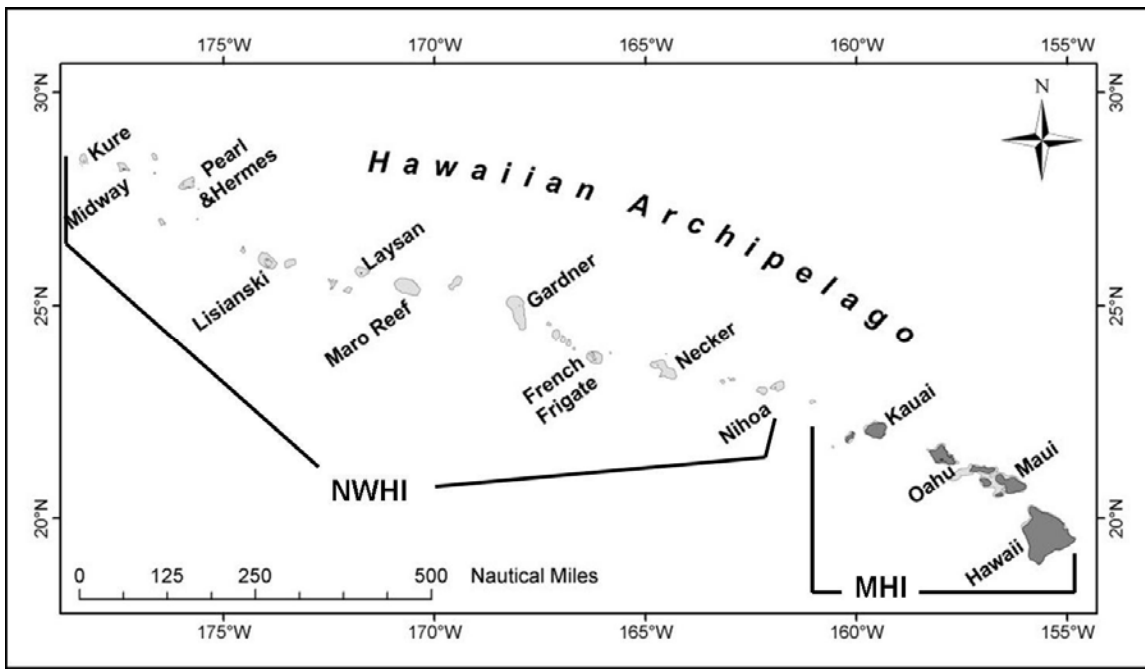 175°W 170°W 165°W 160°W 155°W
30°N 30°N
N
Hawaiian Archipelago
Kure
Pearl
&Hermes
Midway
Laysan
Lisianski
Gardner
25°N 25°N
Maro Reef
Necker
French
Frigate
Nihoa
Kauai
Maui
Oahu
NWHI
20°N 20°N
Hawaii
0 125 250 500 Nautical Miles
MHI
175°W 170°W 165°W 160°W 155°W